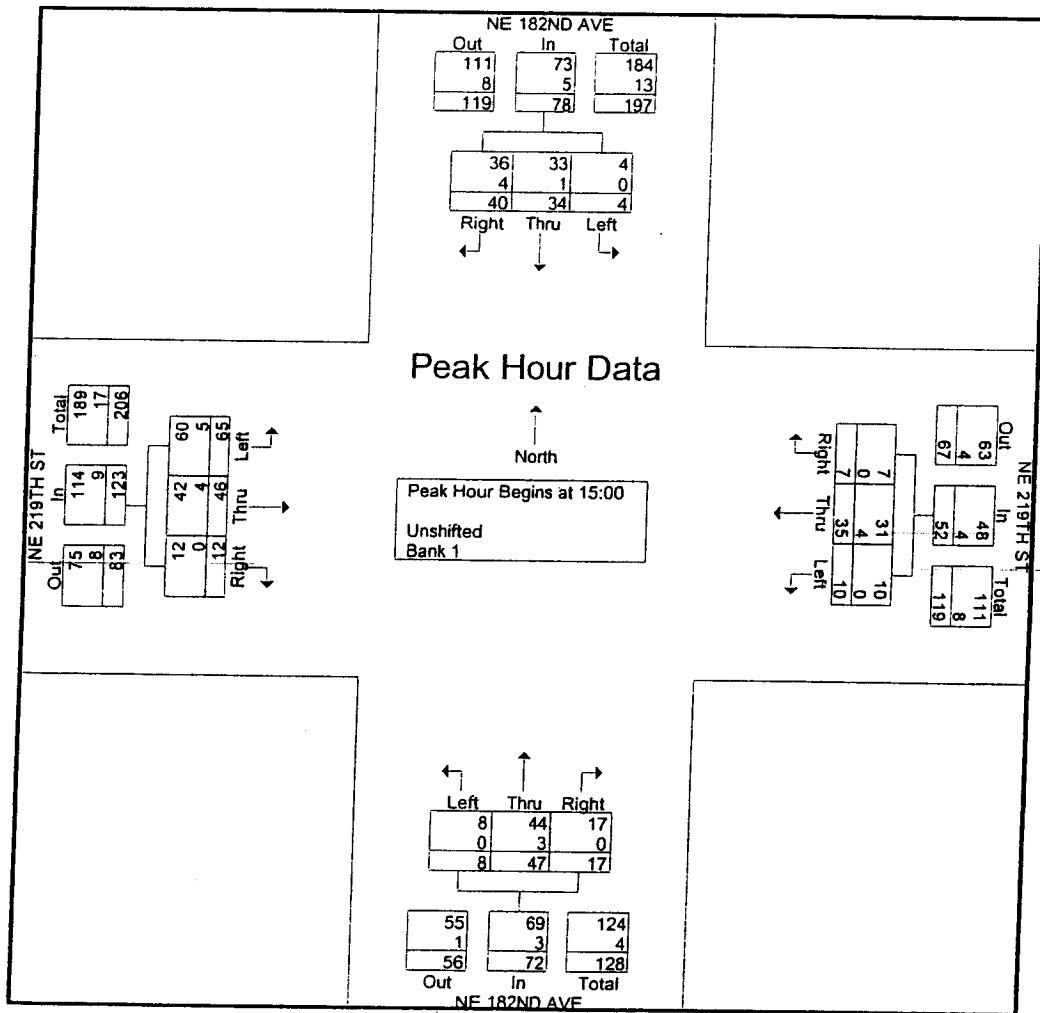 NE 182ND AVE
Out In Total
111 73 184
8 5 13
119 78 197
36 33 4
4 1 0
40 34 4
Right Thru Left
Peak Hour Data
North
Peak Hour Begins at 15:00
Unshifted
Bank 1
NE 219TH ST
Out In Total
75 114 189
8 9 17
83 123 206
Right Thru Left
12 42 60
0 4 5
12 46 65
NE 219TH ST
Out In Total
63 48 111
4 4 8
67 52 119
7 31 10
0 4 0
7 35 10
Right Thru Left
Left Thru Right
8 44 17
0 3 0
8 47 17
55 69 124
1 3 4
56 72 128
Out In Total
NE 182ND AVE